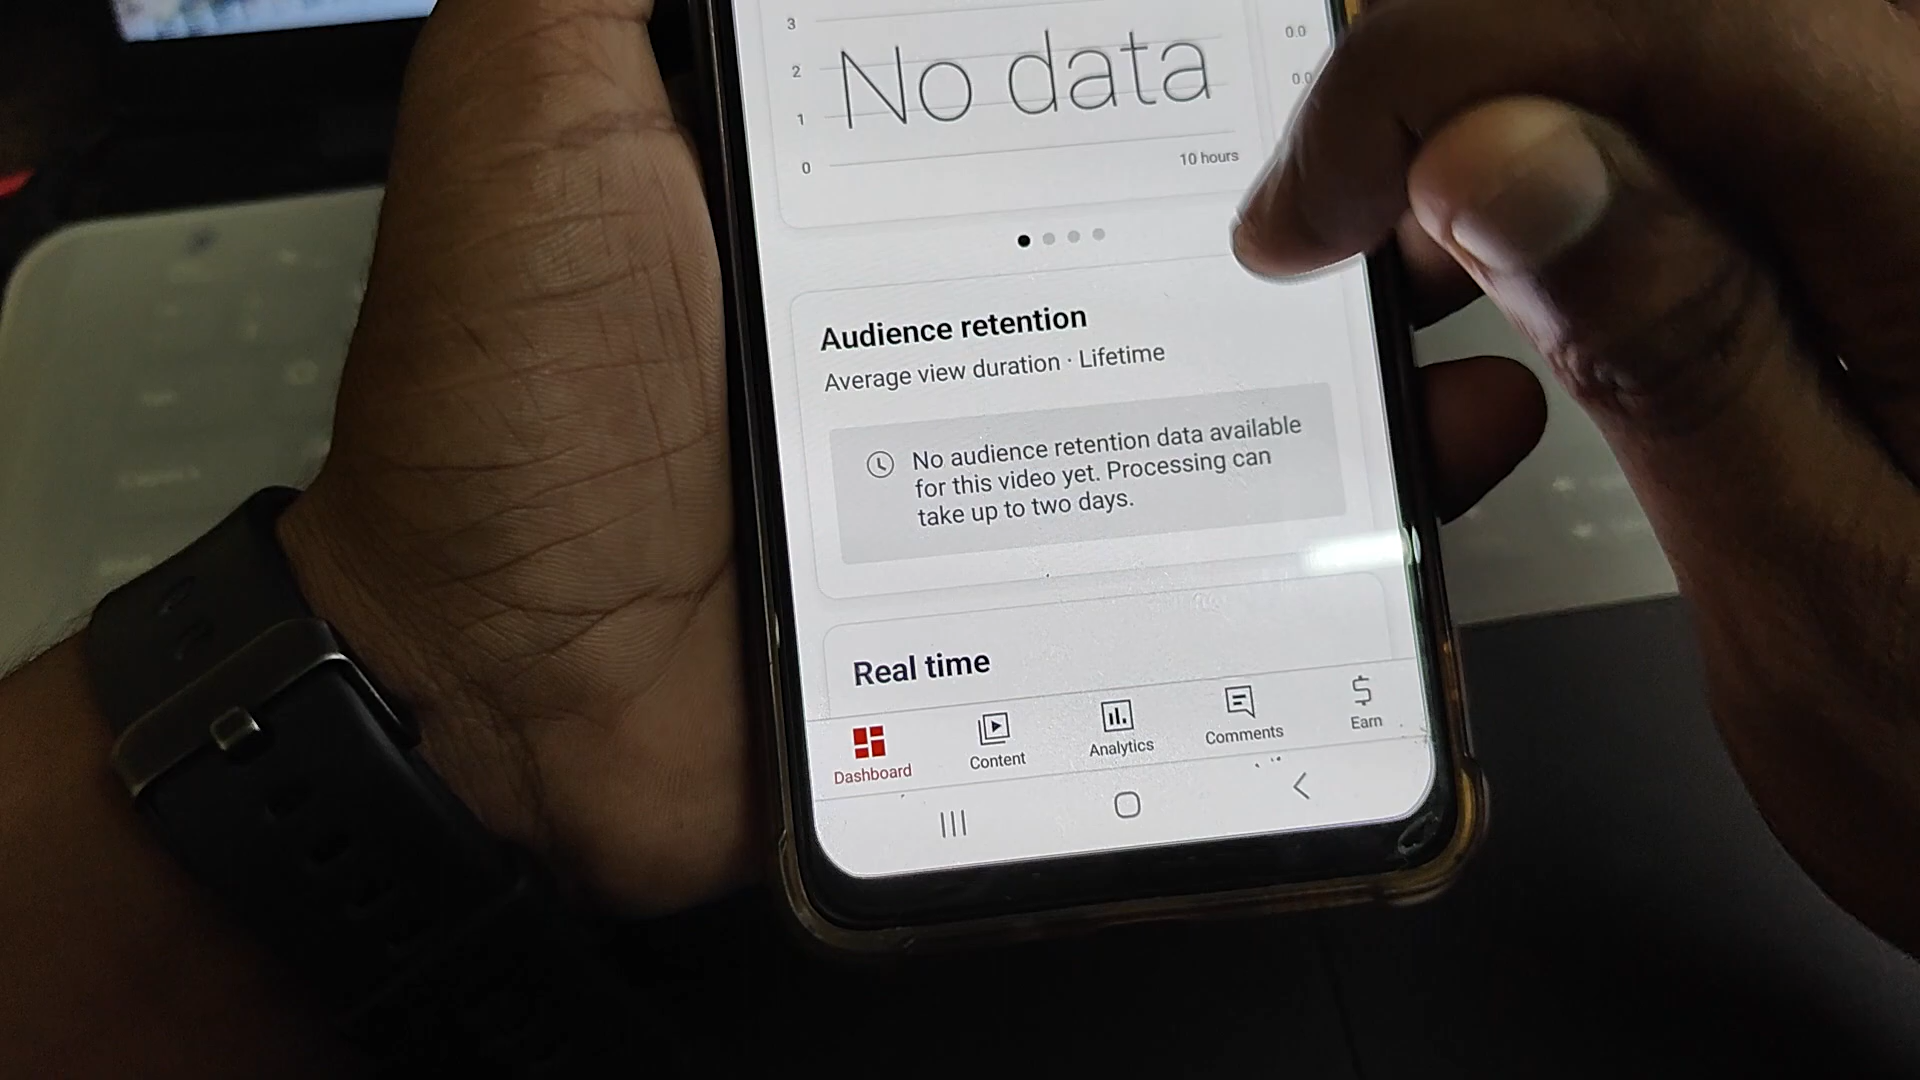 3
2
1
0
No data
10 hours
0.0
0.0
Audience retention
Average view duration · Lifetime
No audience retention data available
for this video yet. Processing can
take up to two days.
Real time
Dashboard
Content
Analytics
Comments
Earn